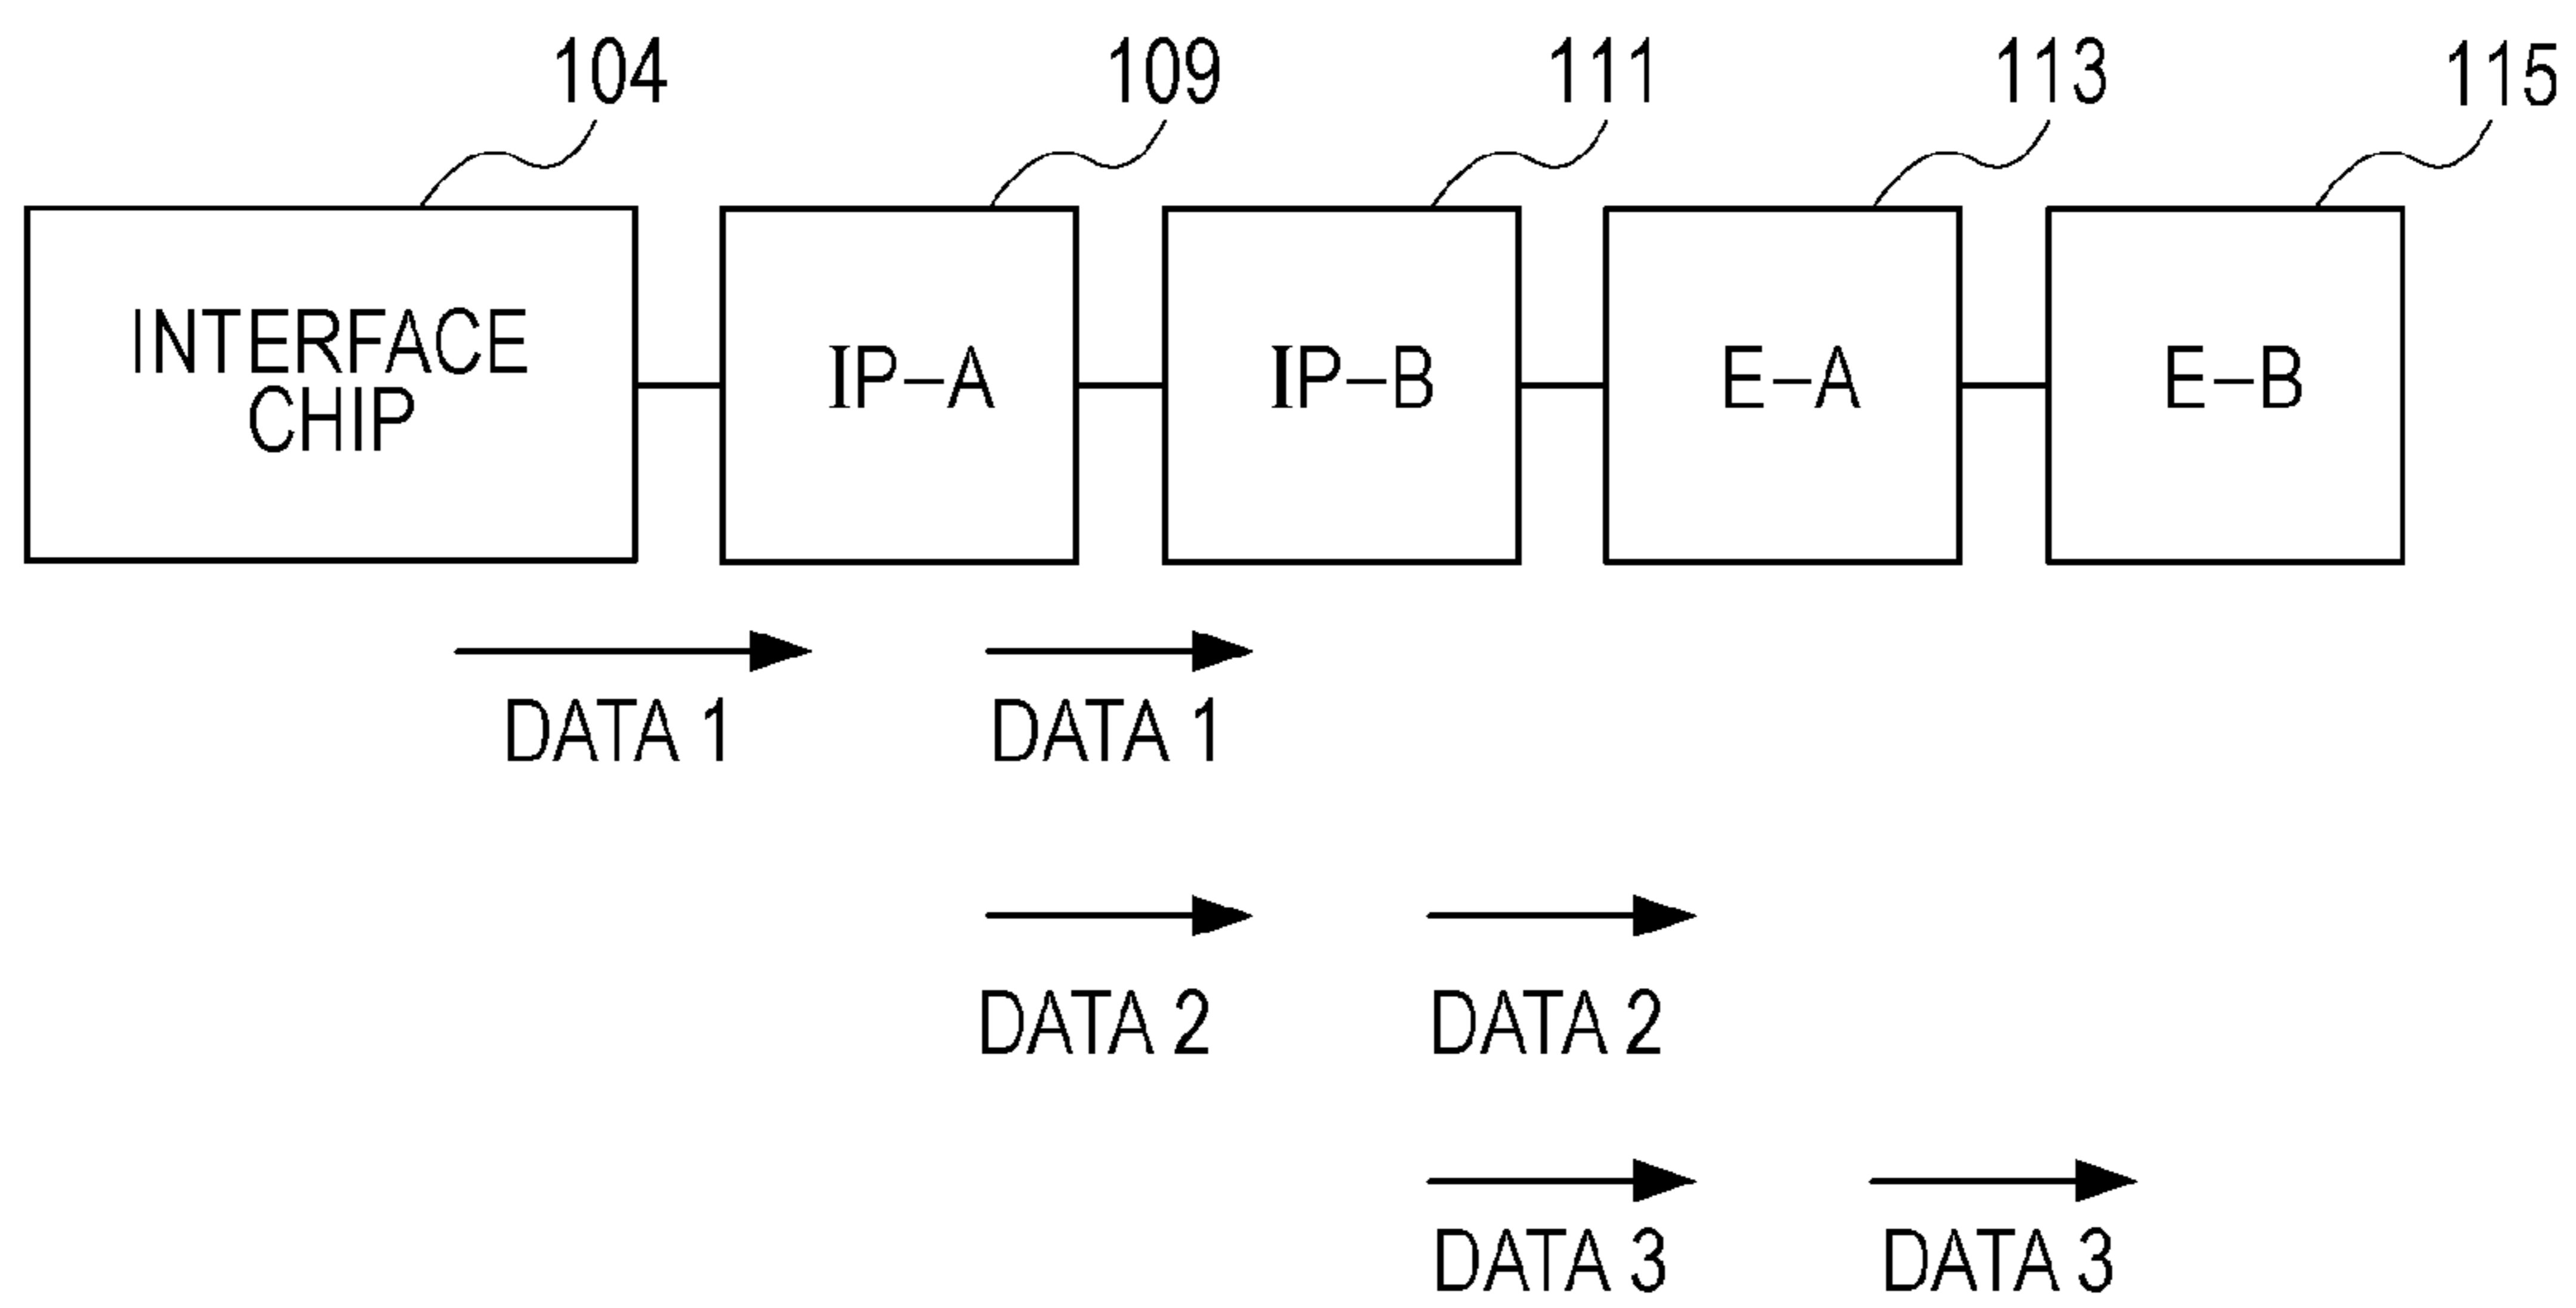 104
109
111
113
115
INTERFACE
CHIP
IP–A
IP–B
E–A
E–B
DATA 1
DATA 1
DATA 2
DATA 2
DATA 3
DATA 3